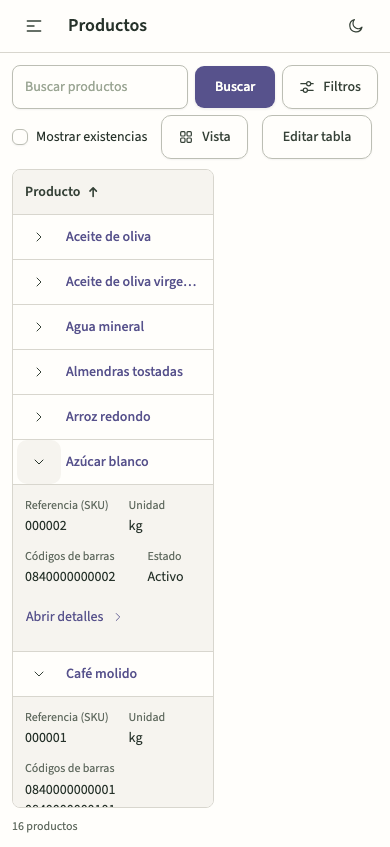 Productos
Buscar productos
Buscar
Filtros
Mostrar existencias
Vista
Editar tabla
Producto
Aceite de oliva
Aceite de oliva virge…
Agua mineral
Almendras tostadas
Arroz redondo
Azúcar blanco
Referencia (SKU) Unidad
000002 kg
Códigos de barras Estado
0840000000002 Activo
Abrir detalles
Café molido
Referencia (SKU) Unidad
000001 kg
Códigos de barras
0840000000001
16 productos